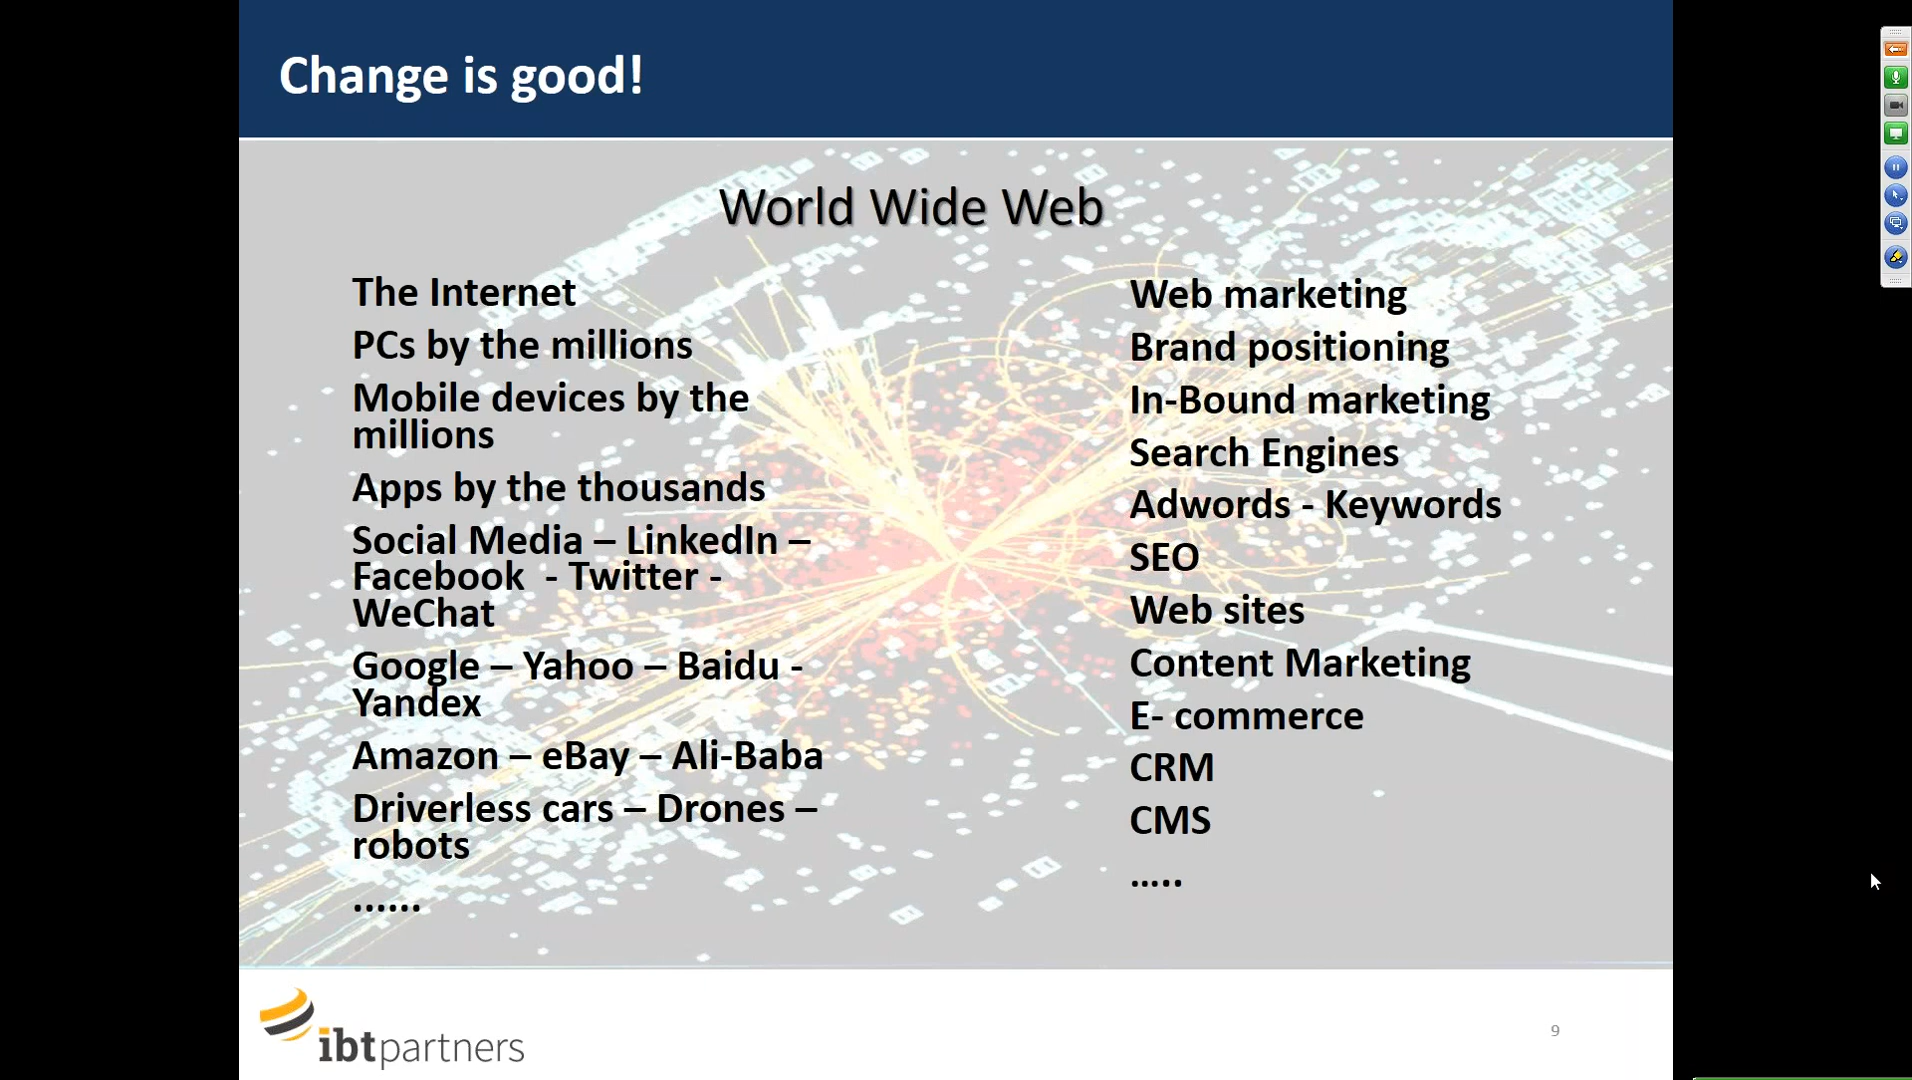 Change is good!
World Wide Web
The Internet
PCs by the millions
Mobile devices by the
millions
Apps by the thousands
Social Media – LinkedIn –
Facebook  - Twitter -
WeChat
Google – Yahoo – Baidu -
Yandex
Amazon – eBay – Ali-Baba
Driverless cars – Drones –
robots
......
Web marketing
Brand positioning
In-Bound marketing
Search Engines
Adwords - Keywords
SEO
Web sites
Content Marketing
E- commerce
CRM
CMS
.....
ibtpartners
9